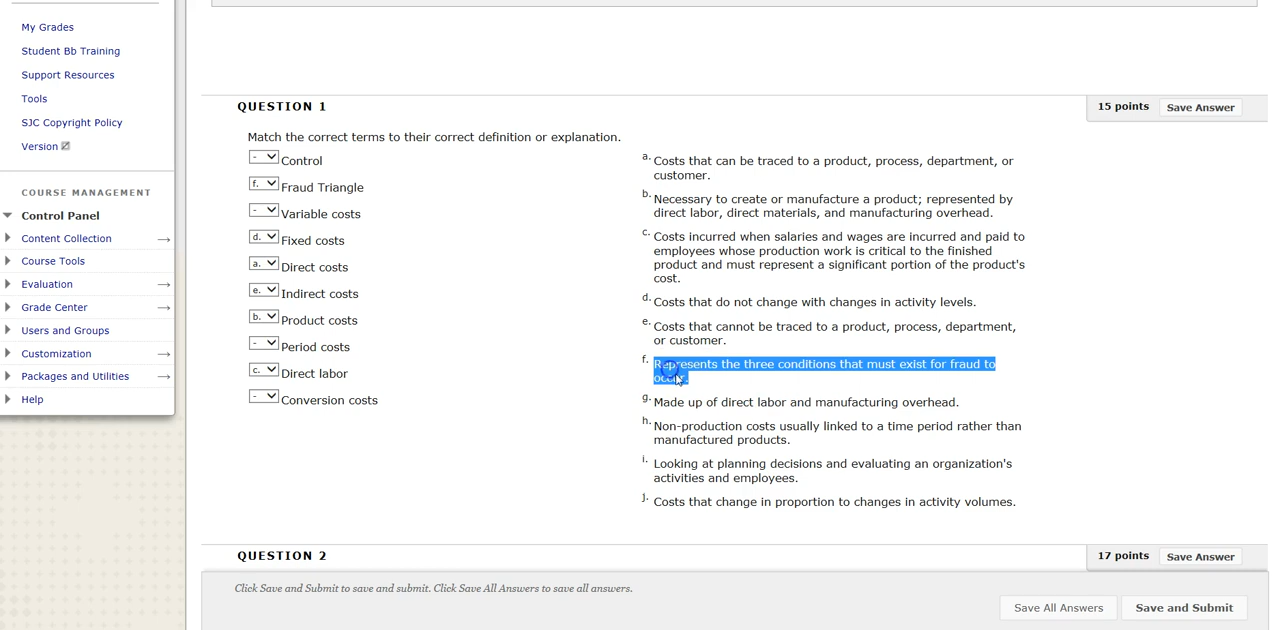 My Grades
Student Bb Training
Support Resources
Tools
SJC Copyright Policy
Version
COURSE MANAGEMENT
Control Panel
Content Collection
Course Tools
Evaluation
Grade Center
Users and Groups
Customization
Packages and Utilities
Help
QUESTION 1
15 points
Save Answer
Match the correct terms to their correct definition or explanation.
- Control
f. Fraud Triangle
- Variable costs
d. Fixed costs
a. Direct costs
e. Indirect costs
b. Product costs
- Period costs
c. Direct labor
- Conversion costs
a. Costs that can be traced to a product, process, department, or
customer.
b. Necessary to create or manufacture a product; represented by
direct labor, direct materials, and manufacturing overhead.
c. Costs incurred when salaries and wages are incurred and paid to
employees whose production work is critical to the finished
product and must represent a significant portion of the product's
cost.
d. Costs that do not change with changes in activity levels.
e. Costs that cannot be traced to a product, process, department,
or customer.
f. Represents the three conditions that must exist for fraud to
occur.
g. Made up of direct labor and manufacturing overhead.
h. Non-production costs usually linked to a time period rather than
manufactured products.
i. Looking at planning decisions and evaluating an organization's
activities and employees.
j. Costs that change in proportion to changes in activity volumes.
QUESTION 2
17 points
Save Answer
Click Save and Submit to save and submit. Click Save All Answers to save all answers.
Save All Answers
Save and Submit